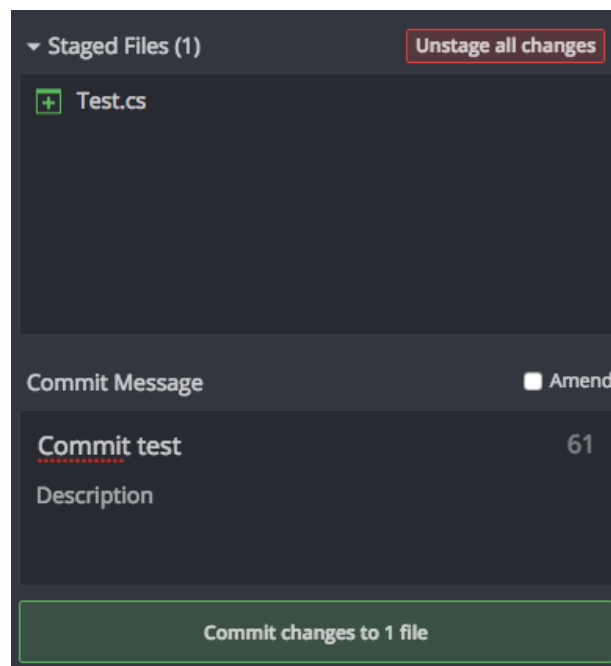 Staged Files (1)
Unstage all changes
Test.cs
Commit Message
Amend
Commit test
61
Description
Commit changes to 1 file